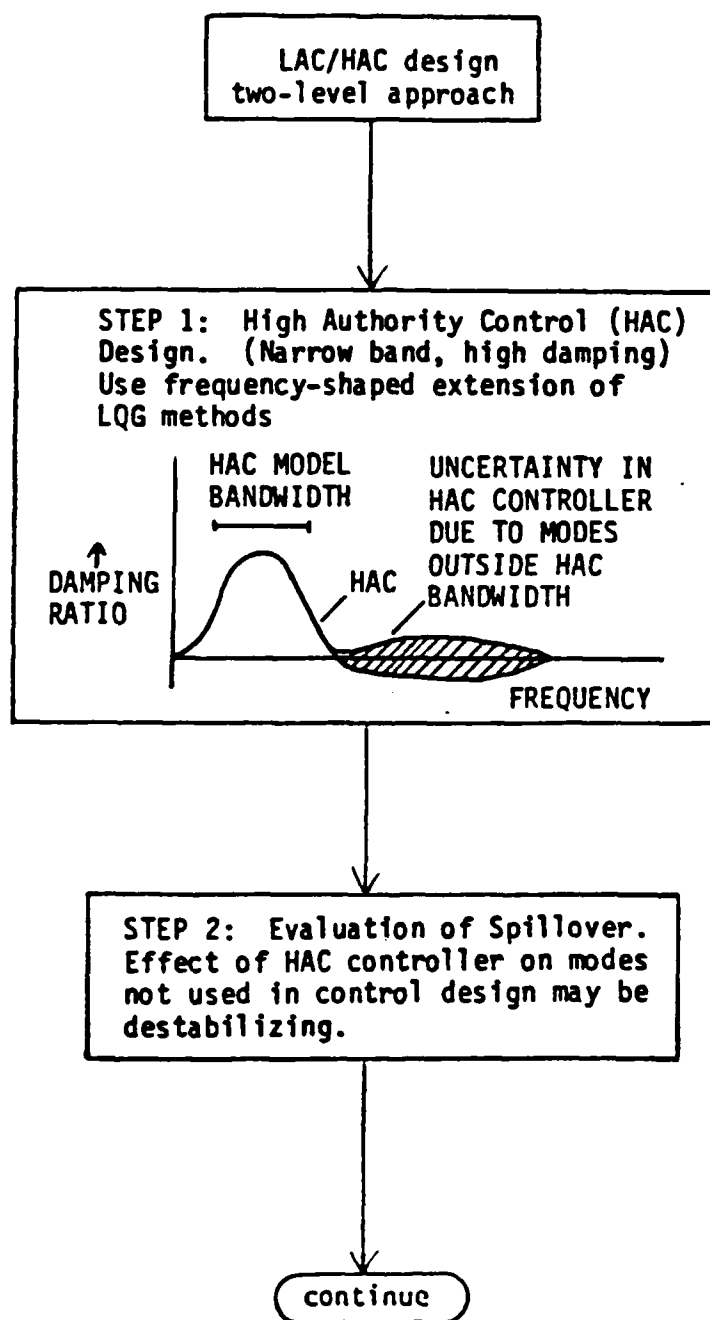 LAC/HAC design
two-level approach
STEP 1: High Authority Control (HAC)
Design. (Narrow band, high damping)
Use frequency-shaped extension of
LQG methods
HAC MODEL
BANDWIDTH
UNCERTAINTY IN
HAC CONTROLLER
DUE TO MODES
OUTSIDE HAC
BANDWIDTH
↑
DAMPING
RATIO
HAC
FREQUENCY
STEP 2: Evaluation of Spillover.
Effect of HAC controller on modes
not used in control design may be
destabilizing.
continue